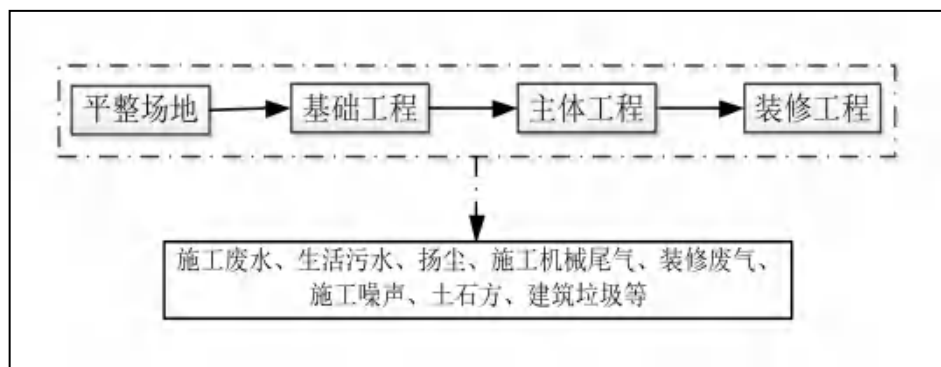 平整场地
基础工程
主体工程
装修工程
施工废水、生活污水、扬尘、施工机械尾气、装修废气、
施工噪声、土石方、建筑垃圾等